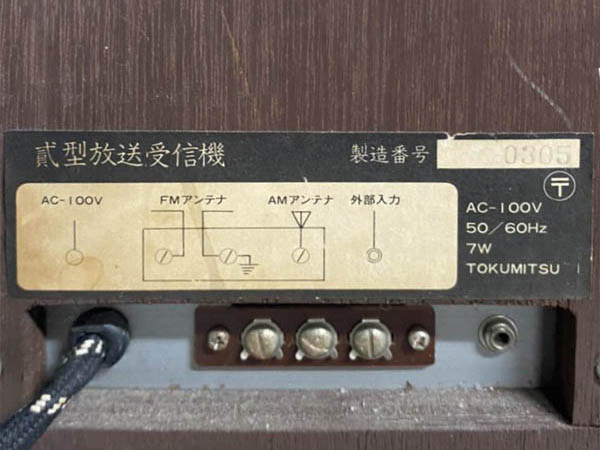 貳型放送受信機
製造番号 0305
AC-100V FMアンテナ AMアンテナ 外部入力
〒
AC-100V
50/60Hz
7W
TOKUMITSU